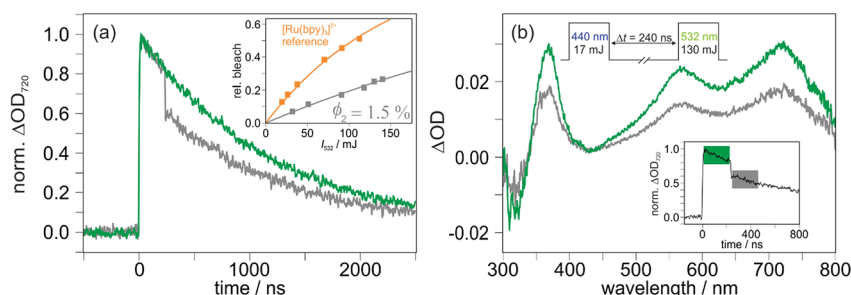 (a)
norm. ΔOD720
1.0
0.8
0.6
0.4
0.2
0.0
0
1000
2000
time / ns
[Ru(bpy)3]2+
reference
rel. bleach
0.6
0.4
0.2
0.0
0
50
100
150
I532 / mJ
ϕ2 = 1.5 %
(b)
440 nm
17 mJ
Δt = 240 ns
532 nm
130 mJ
ΔOD
0.02
0.00
-0.02
300
400
500
600
700
800
wavelength / nm
norm. ΔOD720
1.0
0.5
0.0
0
400
800
time / ns